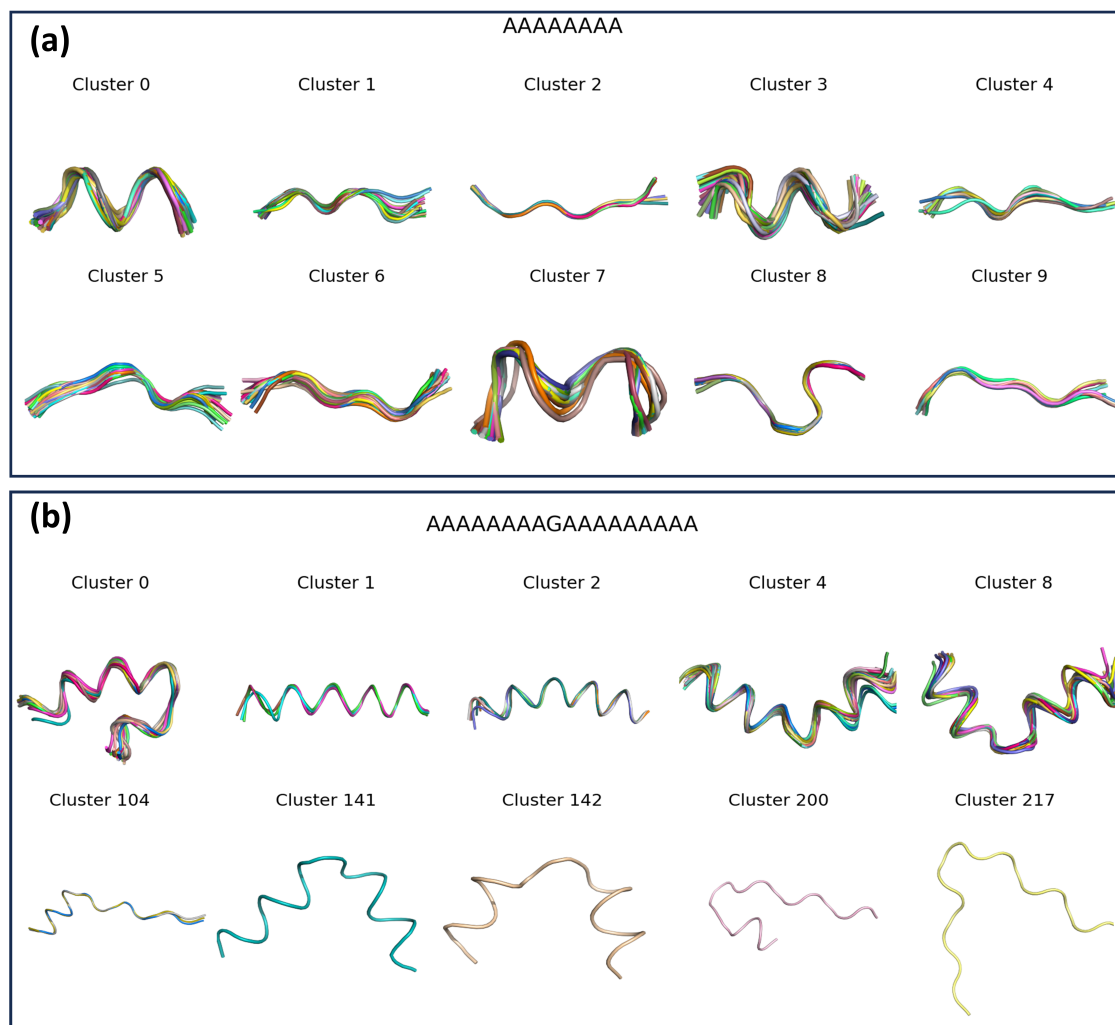 (a)
AAAAAAAA
Cluster 0
Cluster 1
Cluster 2
Cluster 3
Cluster 4
Cluster 5
Cluster 6
Cluster 7
Cluster 8
Cluster 9
(b)
AAAAAAAAGAAAAAAAAA
Cluster 0
Cluster 1
Cluster 2
Cluster 4
Cluster 8
Cluster 104
Cluster 141
Cluster 142
Cluster 200
Cluster 217